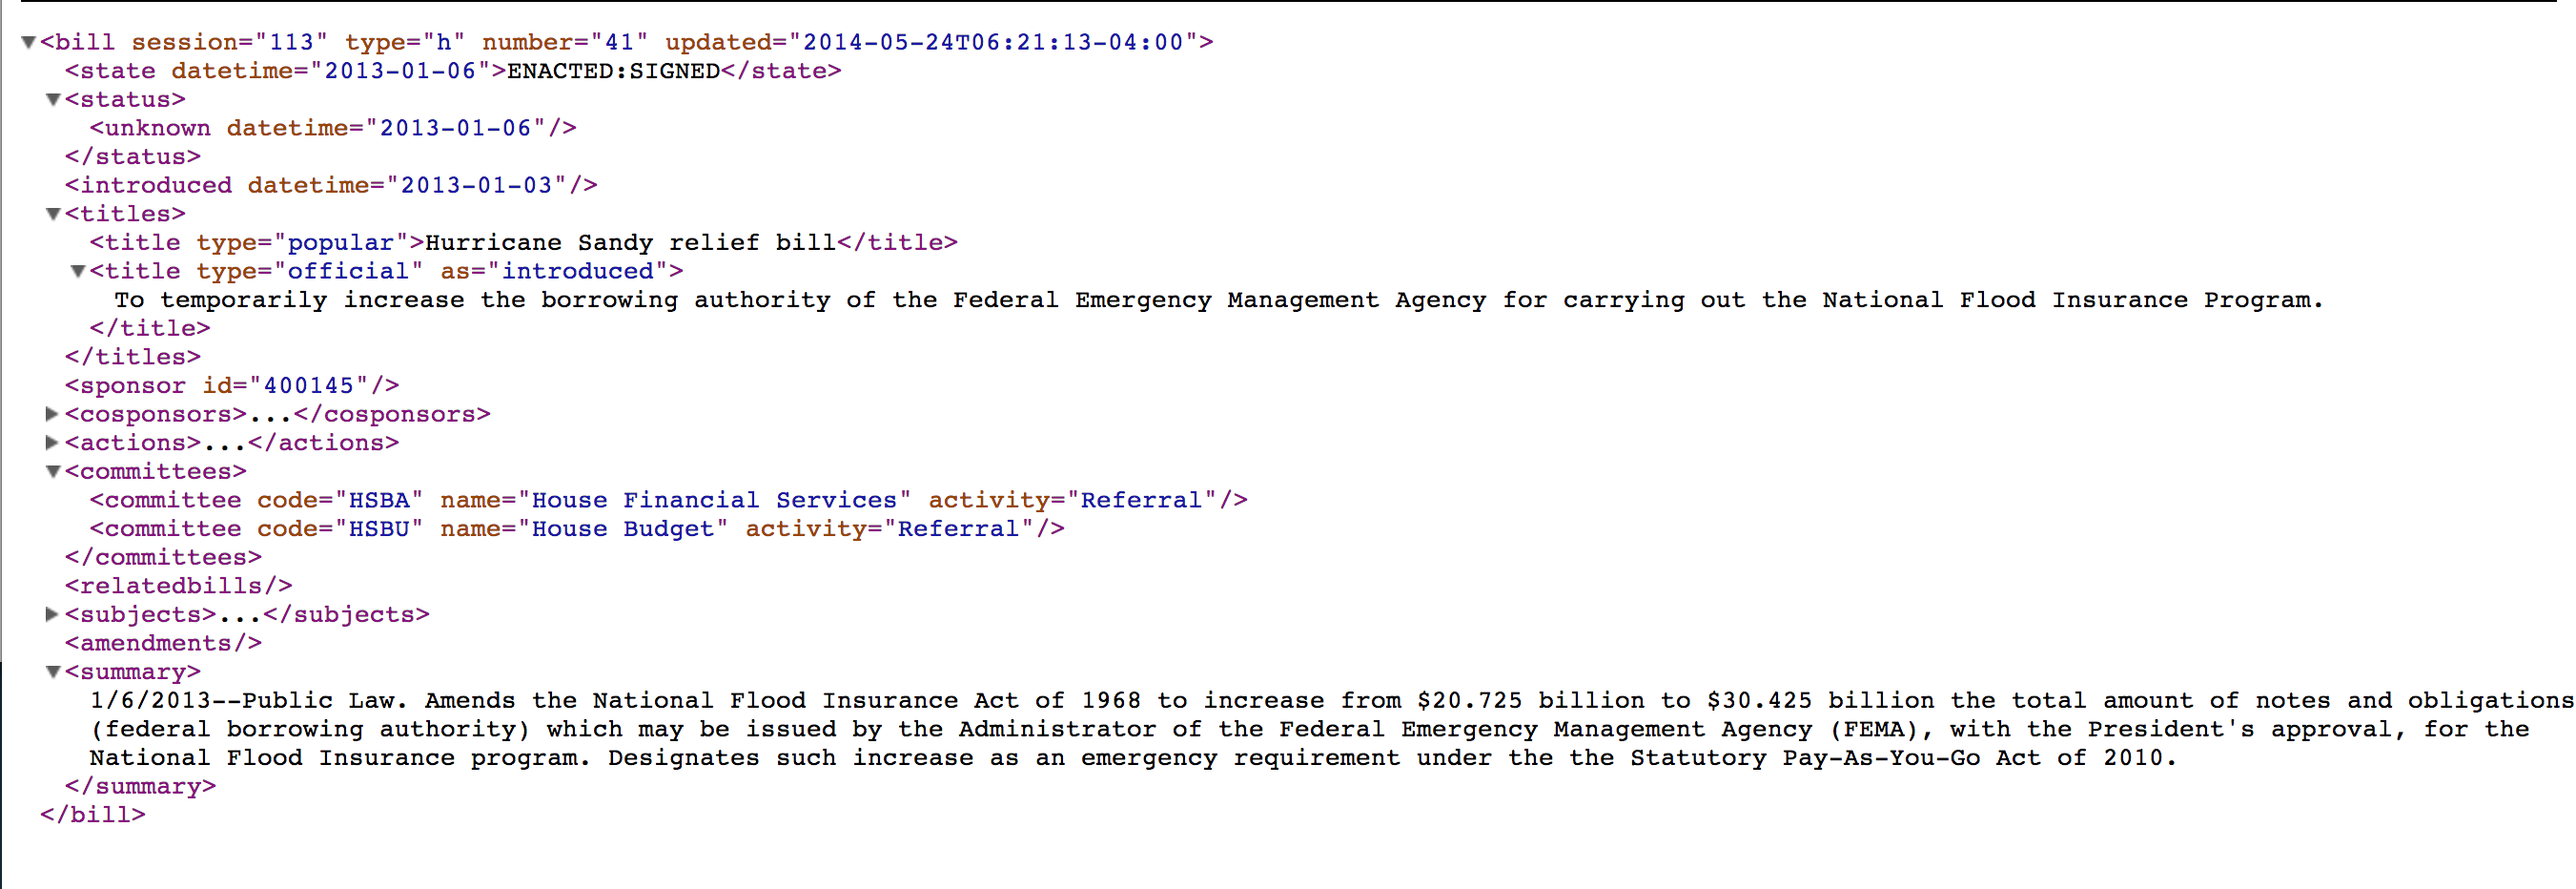 <bill session="113" type="h" number="41" updated="2014-05-24T06:21:13-04:00">
<state datetime="2013-01-06">ENACTED:SIGNED</state>
<status>
<unknown datetime="2013-01-06"/>
</status>
<introduced datetime="2013-01-03"/>
<titles>
<title type="popular">Hurricane Sandy relief bill</title>
<title type="official" as="introduced">
To temporarily increase the borrowing authority of the Federal Emergency Management Agency for carrying out the National Flood Insurance Program.
</title>
</titles>
<sponsor id="400145"/>
<cosponsors>...</cosponsors>
<actions>...</actions>
<committees>
<committee code="HSBA" name="House Financial Services" activity="Referral"/>
<committee code="HSBU" name="House Budget" activity="Referral"/>
</committees>
<relatedbills/>
<subjects>...</subjects>
<amendments/>
<summary>
1/6/2013--Public Law. Amends the National Flood Insurance Act of 1968 to increase from $20.725 billion to $30.425 billion the total amount of notes and obligations
(federal borrowing authority) which may be issued by the Administrator of the Federal Emergency Management Agency (FEMA), with the President's approval, for the
National Flood Insurance program. Designates such increase as an emergency requirement under the the Statutory Pay-As-You-Go Act of 2010.
</summary>
</bill>